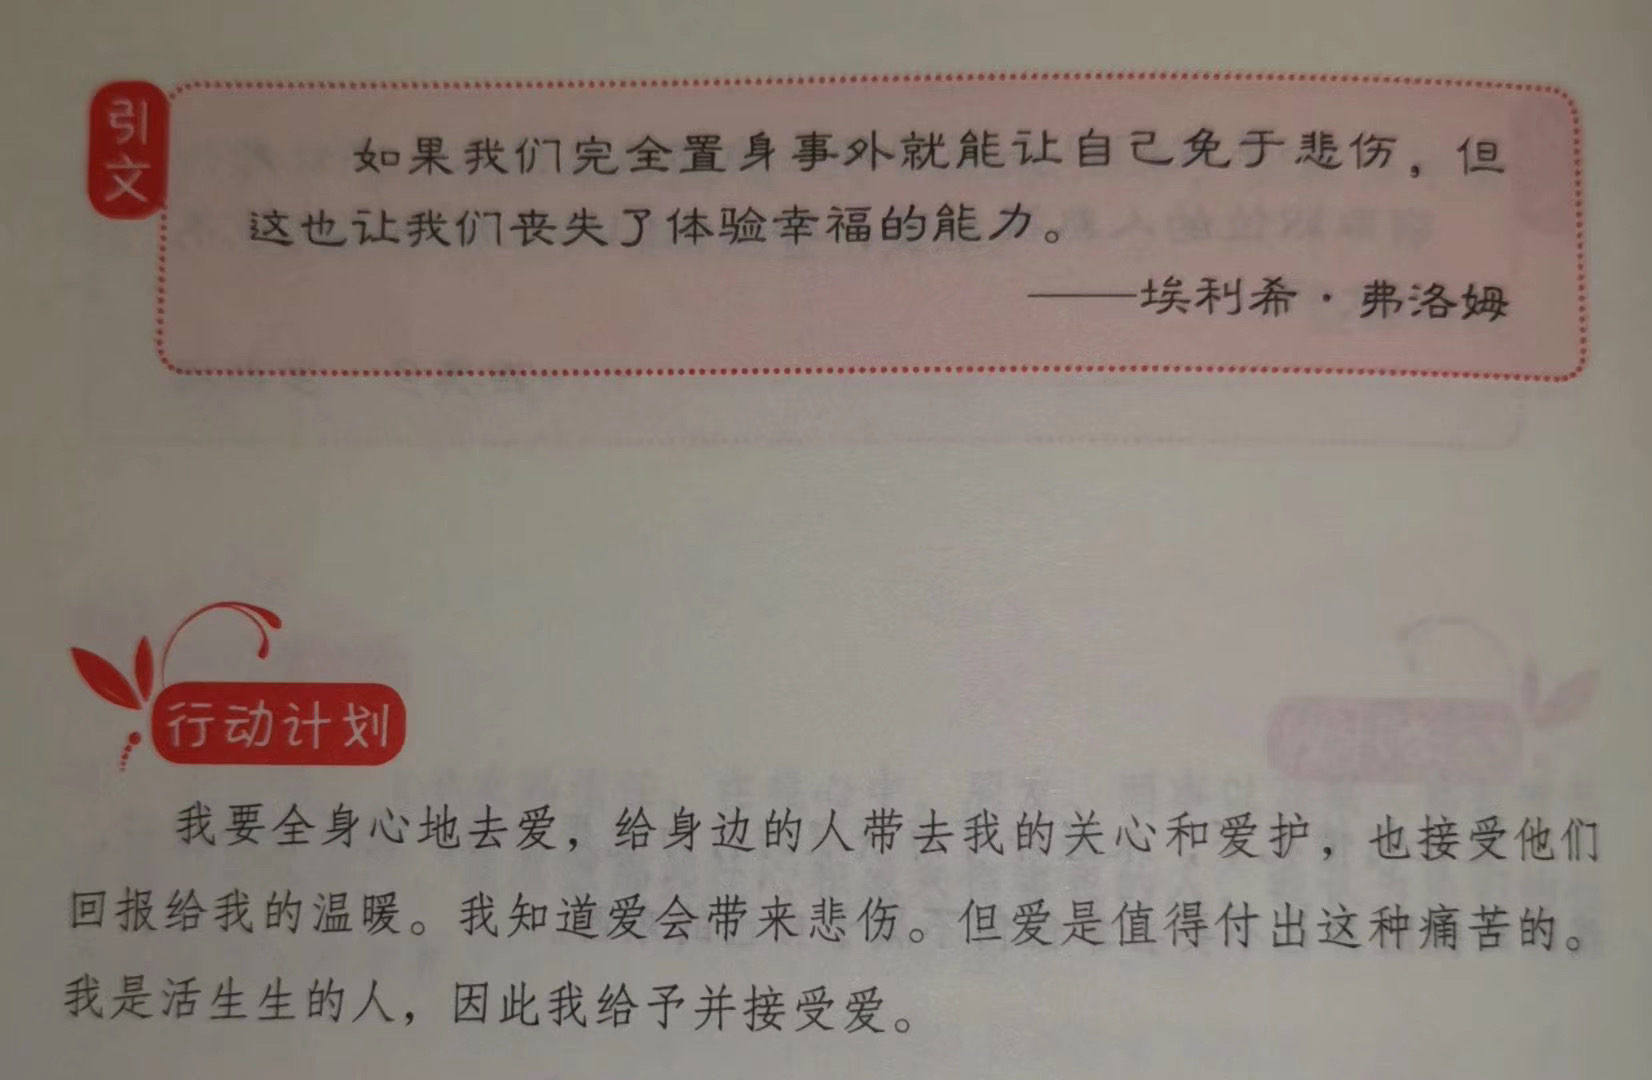 引文
如果我们完全置身事外就能让自己免于悲伤，但
这也让我们丧失了体验幸福的能力。
——埃利希·弗洛姆
行动计划
我要全身心地去爱，给身边的人带去我的关心和爱护，也接受他们
回报给我的温暖。我知道爱会带来悲伤。但爱是值得付出这种痛苦的。
我是活生生的人，因此我给予并接受爱。